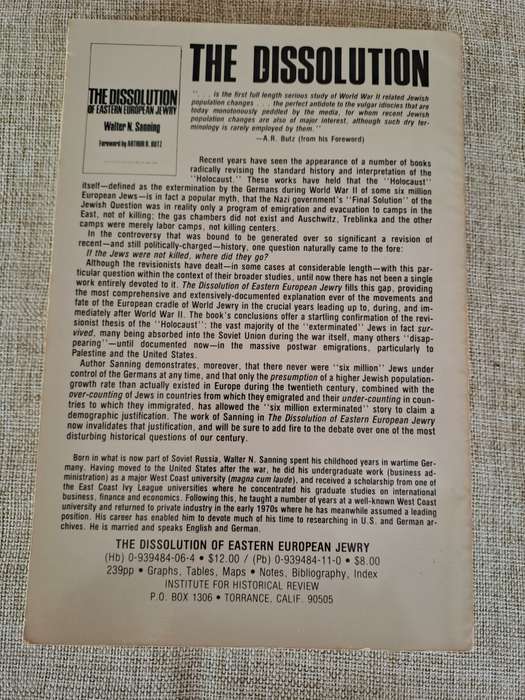 THE DISSOLUTION
OF EASTERN EUROPEAN JEWRY
Walter N. Sanning
Foreword by ARTHUR R. BUTZ
THE DISSOLUTION
". . . is the first full length serious study of World War II related Jewish
population changes . . . the perfect antidote to the vulgar idiocies that are
today monotonously peddled by the media, for whom recent Jewish
population changes are also of major interest, although such dry ter-
minology is rarely employed by them."
—A.R. Butz (from his Foreword)
Recent years have seen the appearance of a number of books
radically revising the standard history and interpretation of the
"Holocaust." These works have held that the "Holocaust"
itself—defined as the extermination by the Germans during World War II of some six million
European Jews—is in fact a popular myth, that the Nazi government's "Final Solution" of the
Jewish Question was in reality only a program of emigration and evacuation to camps in the
East, not of killing; the gas chambers did not exist and Auschwitz, Treblinka and the other
camps were merely labor camps, not killing centers.
In the controversy that was bound to be generated over so significant a revision of
recent—and still politically-charged—history, one question naturally came to the fore:
If the Jews were not killed, where did they go?
Although the revisionists have dealt—in some cases at considerable length—with this par-
ticular question within the context of their broader studies, until now there has not been a single
work entirely devoted to it. The Dissolution of Eastern European Jewry fills this gap, providing
the most comprehensive and extensively-documented explanation ever of the movements and
fate of the European cradle of World Jewry in the crucial years leading up to, during, and im-
mediately after World War II. The book's conclusions offer a startling confirmation of the revi-
sionist thesis of the "Holocaust": the vast majority of the "exterminated" Jews in fact sur-
vived, many being absorbed into the Soviet Union during the war itself, many others "disap-
pearing"—until documented now—in the massive postwar emigrations, particularly to
Palestine and the United States.
Author Sanning demonstrates, moreover, that there never were "six million" Jews under
control of the Germans at any time, and that only the presumption of a higher Jewish population-
growth rate than actually existed in Europe during the twentieth century, combined with the
over-counting of Jews in countries from which they emigrated and their under-counting in coun-
tries to which they immigrated, has allowed the "six million exterminated" story to claim a
demographic justification. The work of Sanning in The Dissolution of Eastern European Jewry
now invalidates that justification, and will be sure to add fire to the debate over one of the most
disturbing historical questions of our century.
Born in what is now part of Soviet Russia, Walter N. Sanning spent his childhood years in wartime Ger-
many. Having moved to the United States after the war, he did his undergraduate work (business ad-
ministration) as a major West Coast university (magna cum laude), and received a scholarship from one of
the East Coast Ivy League universities where he concentrated his graduate studies on international
business, finance and economics. Following this, he taught a number of years at a well-known West Coast
university and returned to private industry in the early 1970s where he has meanwhile assumed a leading
position. His career has enabled him to devote much of his time to researching in U.S. and German ar-
chives. He is married and speaks English and German.
THE DISSOLUTION OF EASTERN EUROPEAN JEWRY
(Hb) 0-939484-06-4 • $12.00 / (Pb) 0-939484-11-0 • $8.00
239pp • Graphs, Tables, Maps • Notes, Bibliography, Index
INSTITUTE FOR HISTORICAL REVIEW
P.O. BOX 1306 • TORRANCE, CALIF. 90505